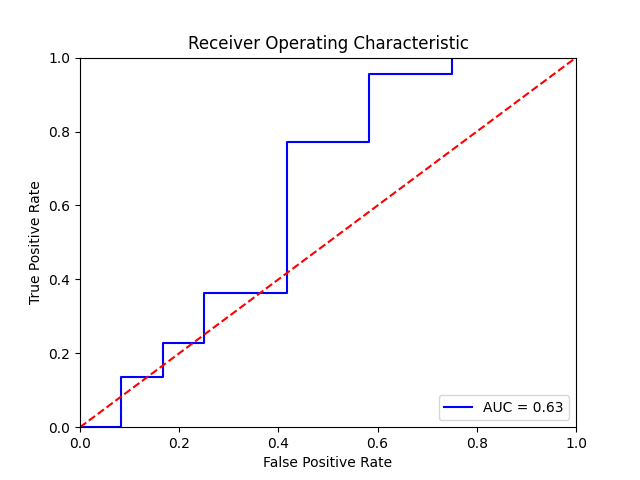 Receiver Operating Characteristic
1.0
0.8
0.6
0.4
0.2
0.0
True Positive Rate
AUC = 0.63
0.0 0.2 0.4 0.6 0.8 1.0
False Positive Rate